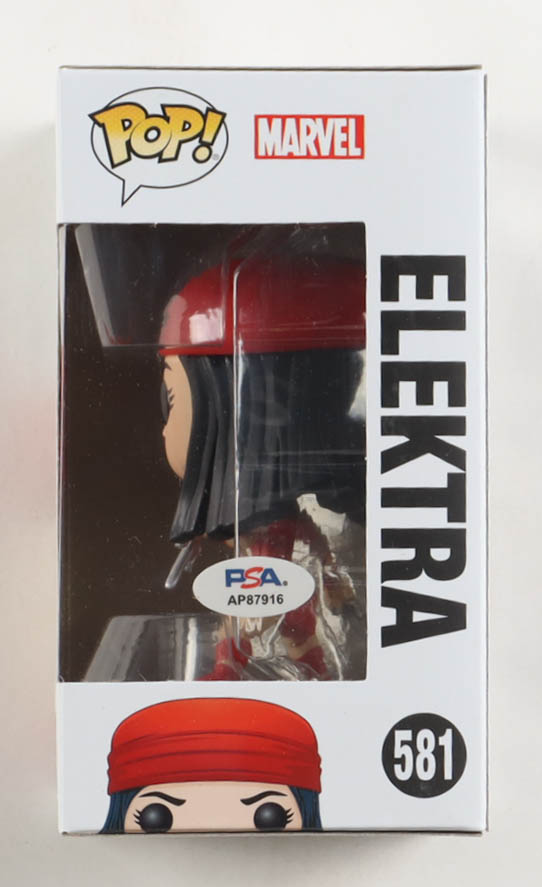 POP!
MARVEL
ELEKTRA
PSA®
AP87916
581